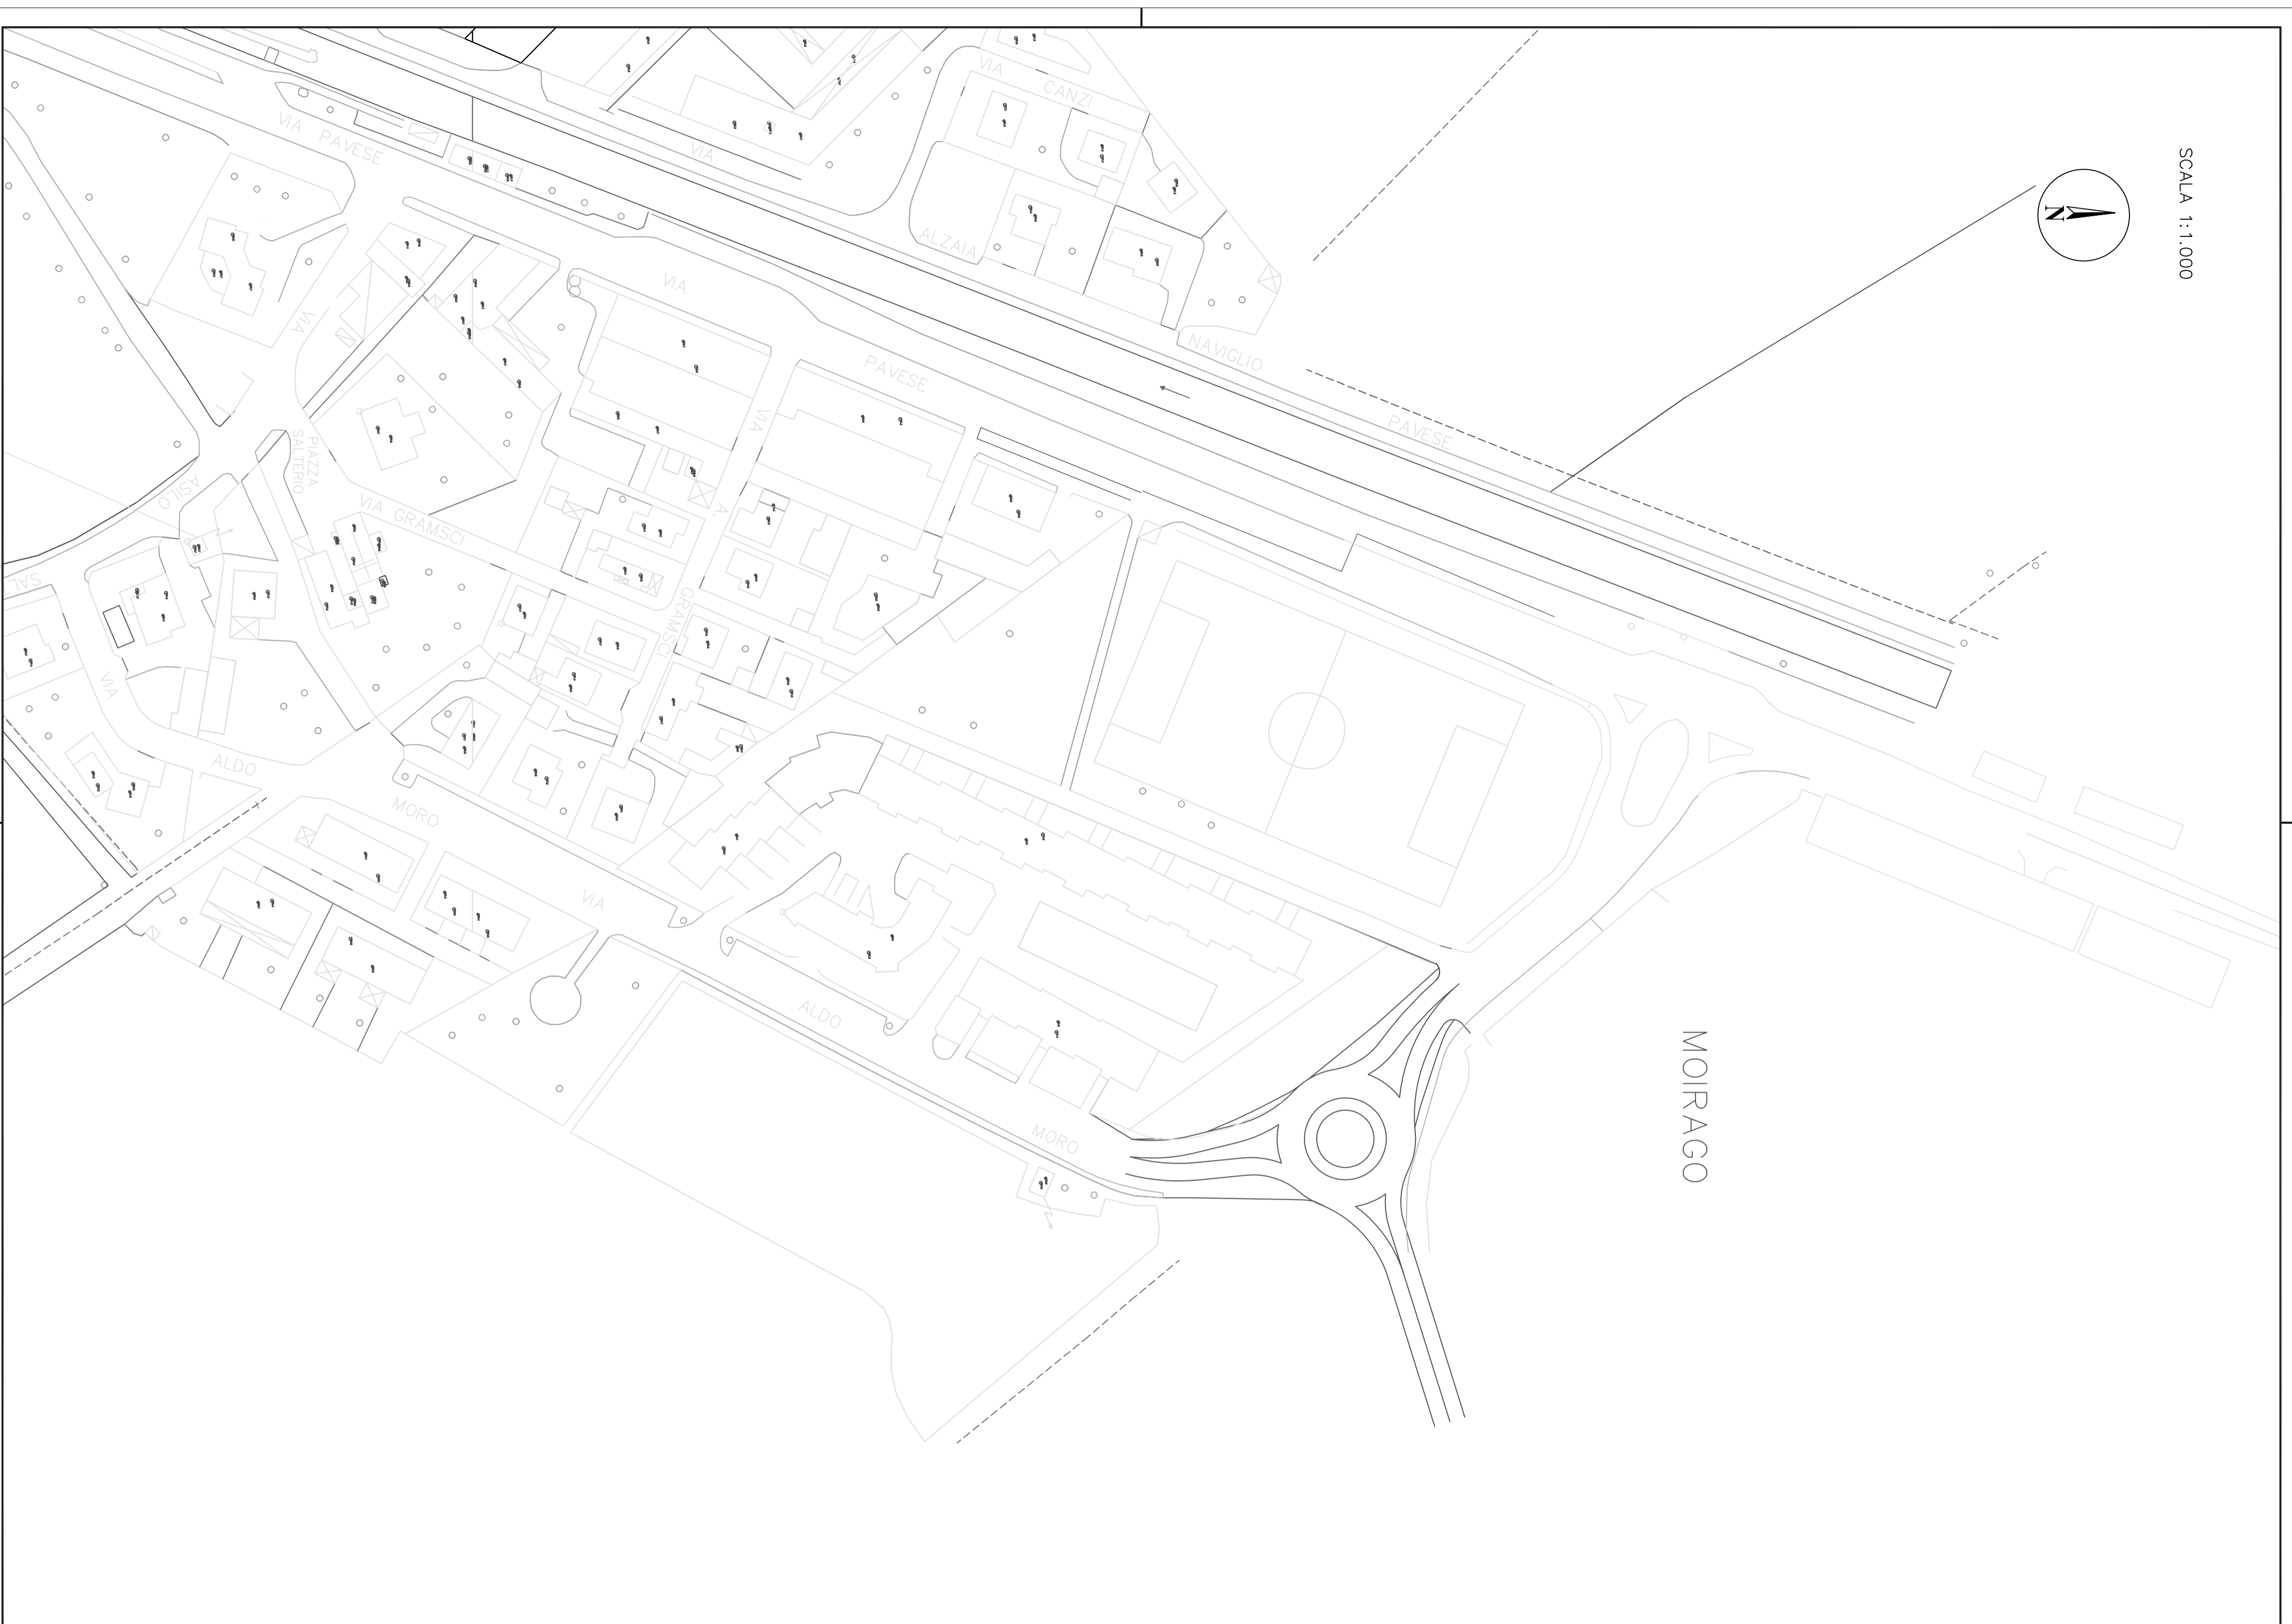 SCALA 1:1.000
N
VIA CANZI
VIA PAVESE
VIA
ALZAIA
NAVIGLIO
PAVESE
VIA
PAVESE
VIA
VIA A. GRAMSCI
PIAZZA
SALTERIO
VIA GRAMSCI
ASILO
SAL
VIA
ALDO
MORO
VIA
ALDO
MORO
MOIRAGO